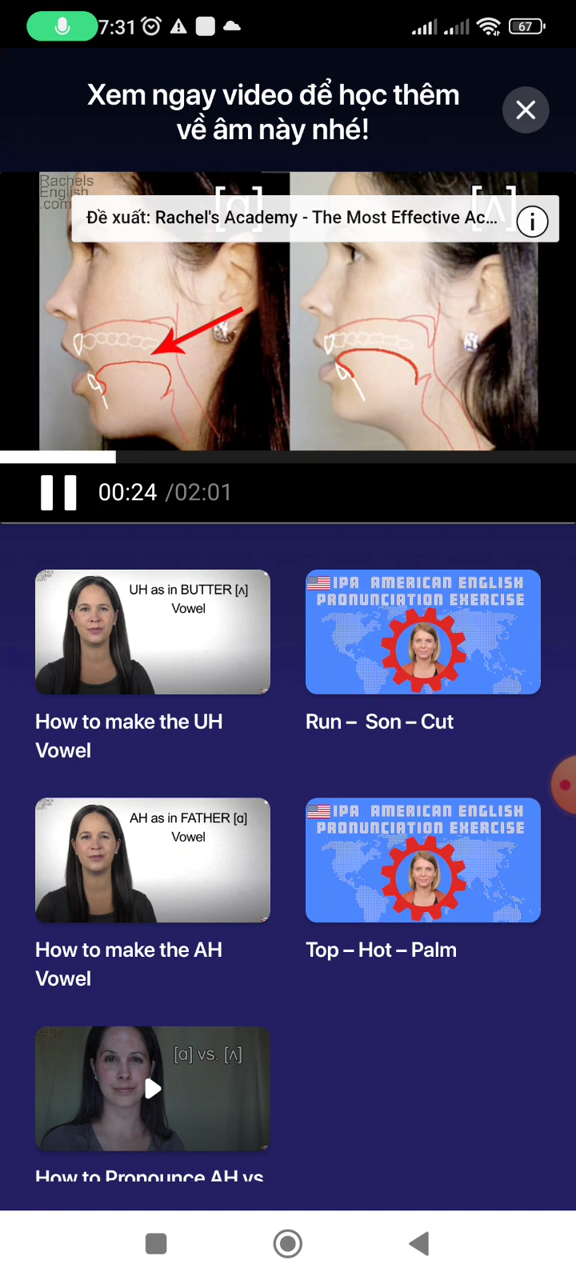 7:31
67
Xem ngay video để học thêm
về âm này nhé!
Rachels
English
.com
[ɑ]
[ʌ]
Đề xuất: Rachel's Academy - The Most Effective Ac...
00:24 /02:01
UH as in BUTTER [ʌ]
Vowel
How to make the UH
Vowel
IPA AMERICAN ENGLISH
PRONUNCIATION EXERCISE
Run – Son – Cut
AH as in FATHER [ɑ]
Vowel
How to make the AH
Vowel
IPA AMERICAN ENGLISH
PRONUNCIATION EXERCISE
Top – Hot – Palm
[ɑ] vs. [ʌ]
How to Pronounce AH vs